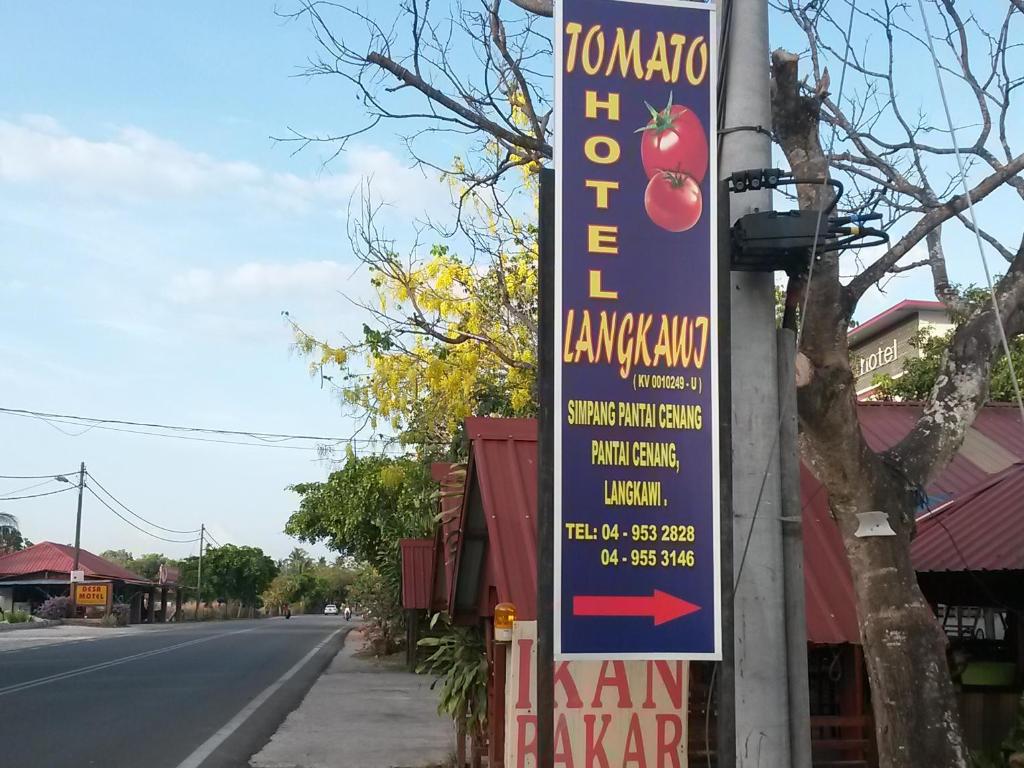 TOMATO
HOTEL
LANGKAWI
( KV 0010249 - U )
SIMPANG PANTAI CENANG
PANTAI CENANG,
LANGKAWI .
TEL: 04 - 953 2828
04 - 955 3146
hotel
DESA
MOTEL
IKAN
BAKAR